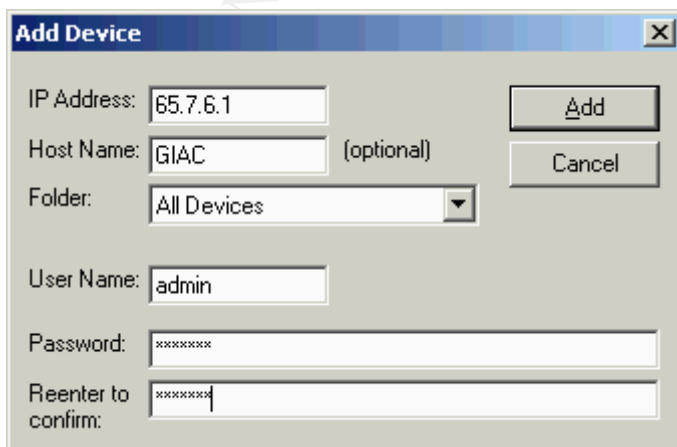 Add Device
IP Address: 65.7.6.1
Add
Host Name: GIAC (optional)
Cancel
Folder: All Devices
User Name: admin
Password: *******
Reenter to
confirm: *******